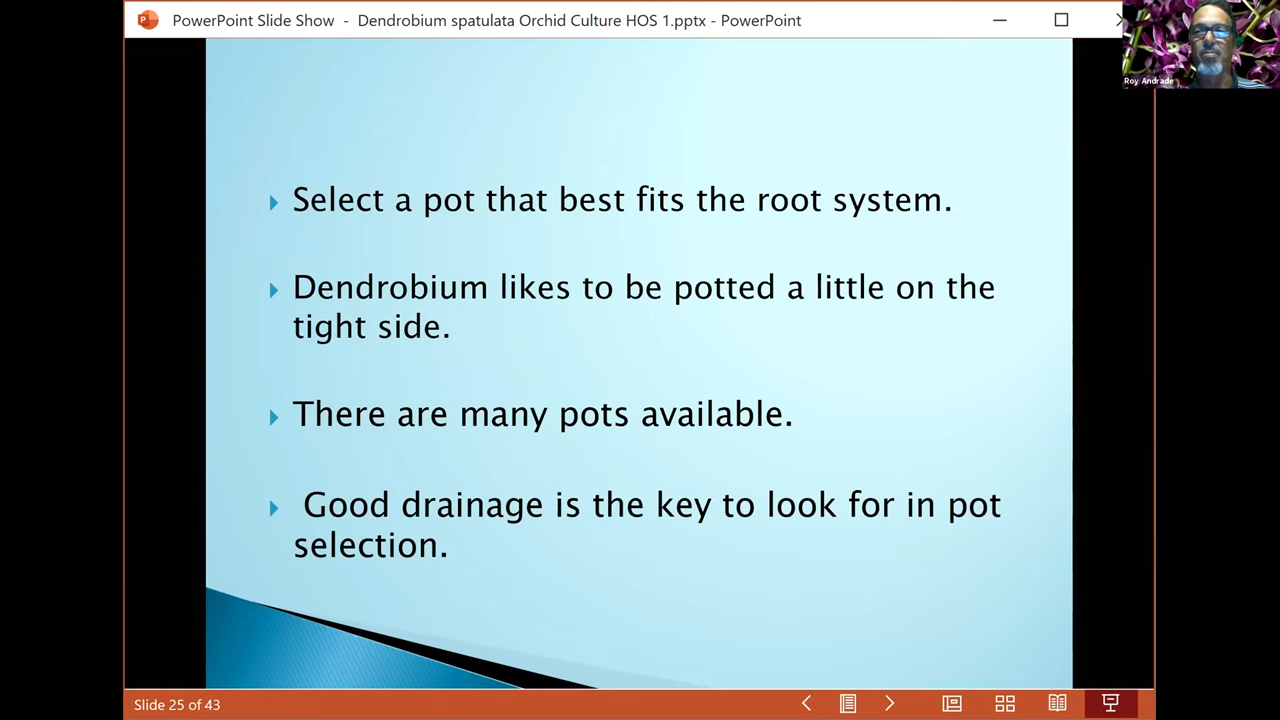 PowerPoint Slide Show - Dendrobium spatulata Orchid Culture HOS 1.pptx - PowerPoint
Roy Andrade
Select a pot that best fits the root system.
Dendrobium likes to be potted a little on the
tight side.
There are many pots available.
Good drainage is the key to look for in pot
selection.
Slide 25 of 43